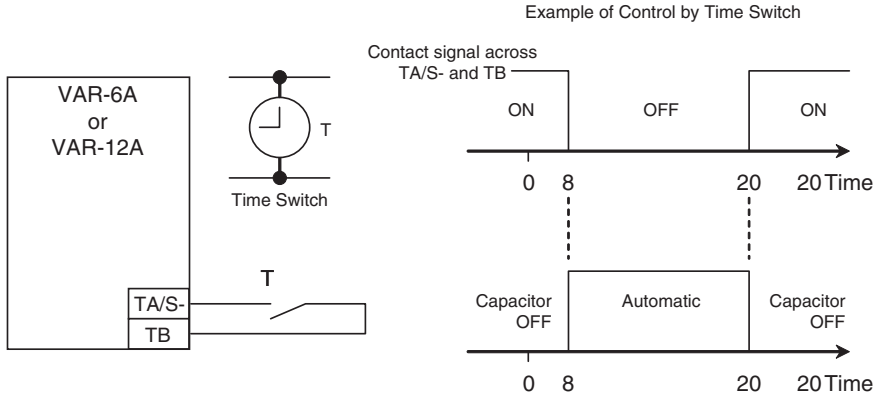 Example of Control by Time Switch
Contact signal across
TA/S- and TB
VAR-6A
or
VAR-12A
T
Time Switch
ON
OFF
ON
0 8 20 20 Time
T
TA/S-
TB
Capacitor
OFF
Automatic
Capacitor
OFF
0 8 20 20 Time